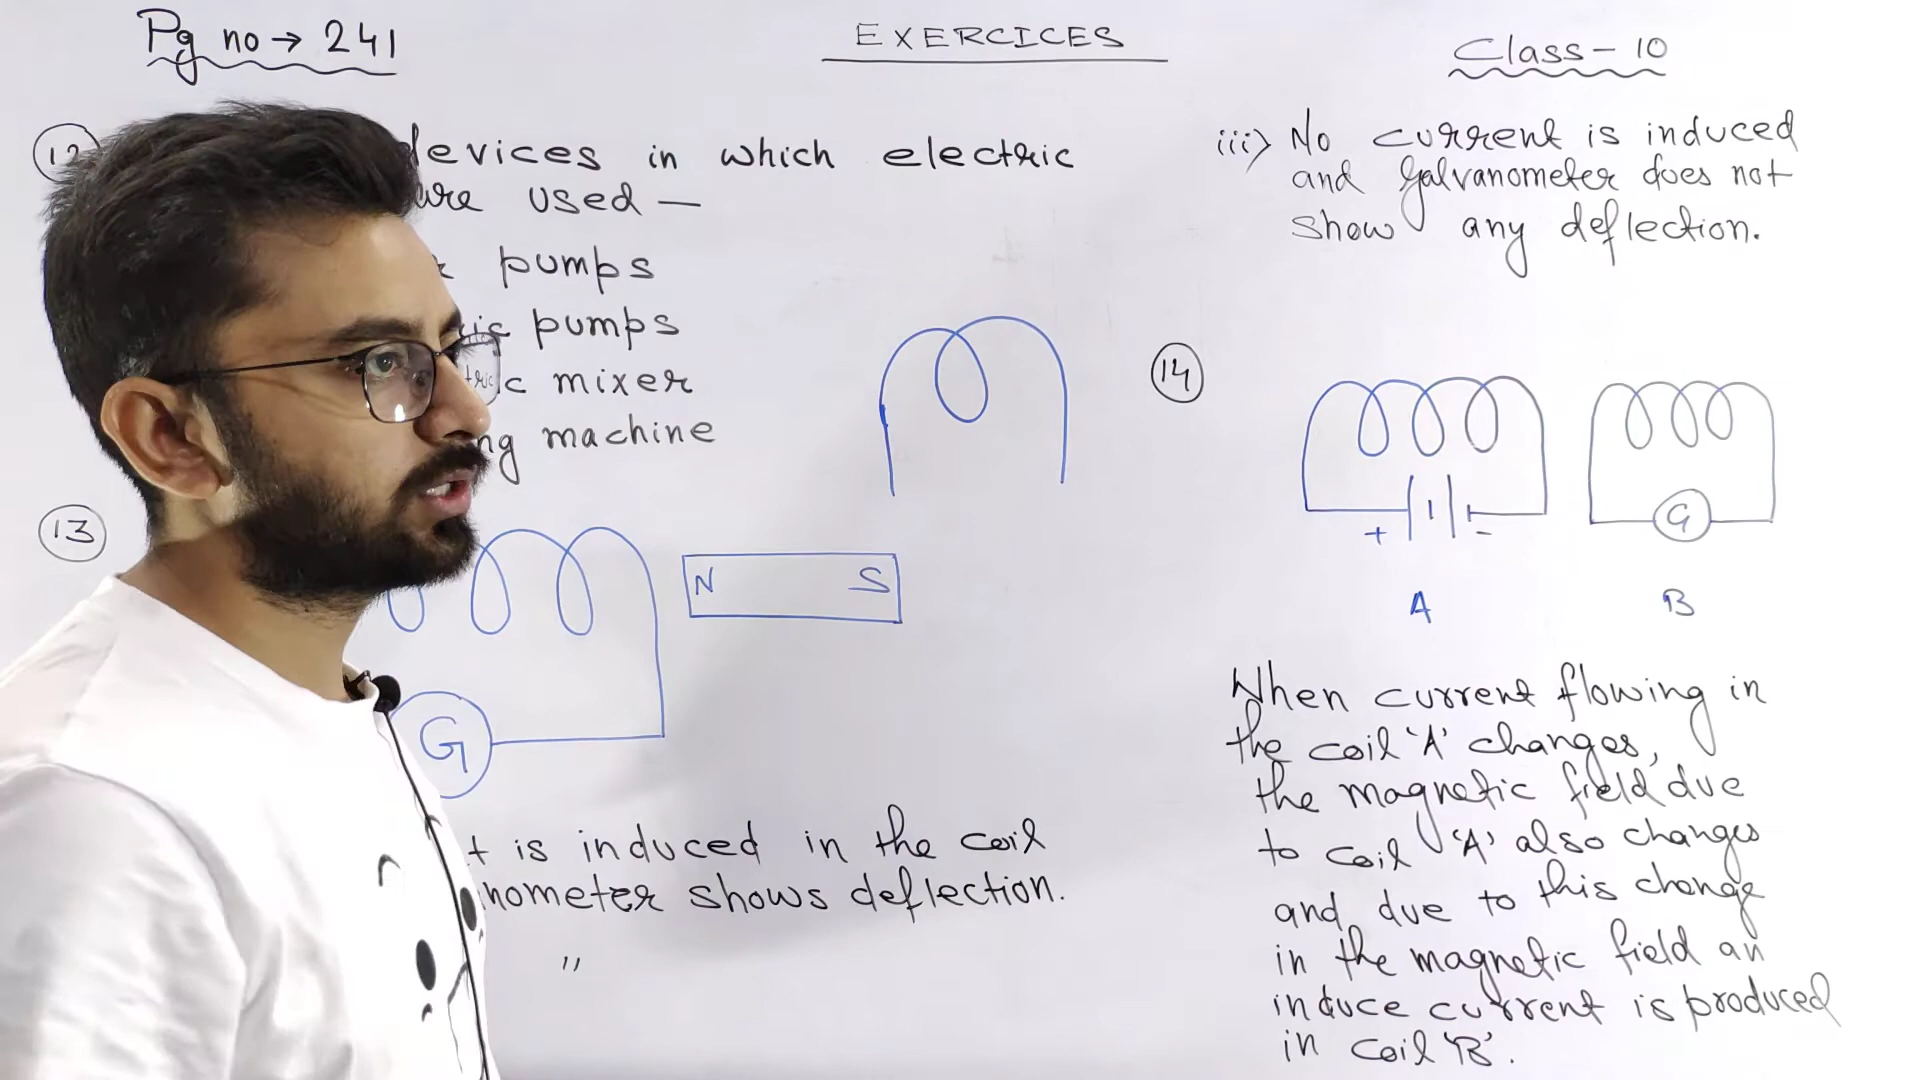 Pg no → 241
EXERCICES
Class-10
devices in which electric
are used —
pumps
pumps
mixer
machine
13
N S
G
is induced in the coil
shows deflection.
"
iii) No current is induced
and galvanometer does not
show any deflection.
14
+ -
G
A B
When current flowing in
the coil 'A' changes,
the magnetic field due
to coil 'A' also changes
and due to this change
in the magnetic field an
induce current is produced
in coil 'B'.